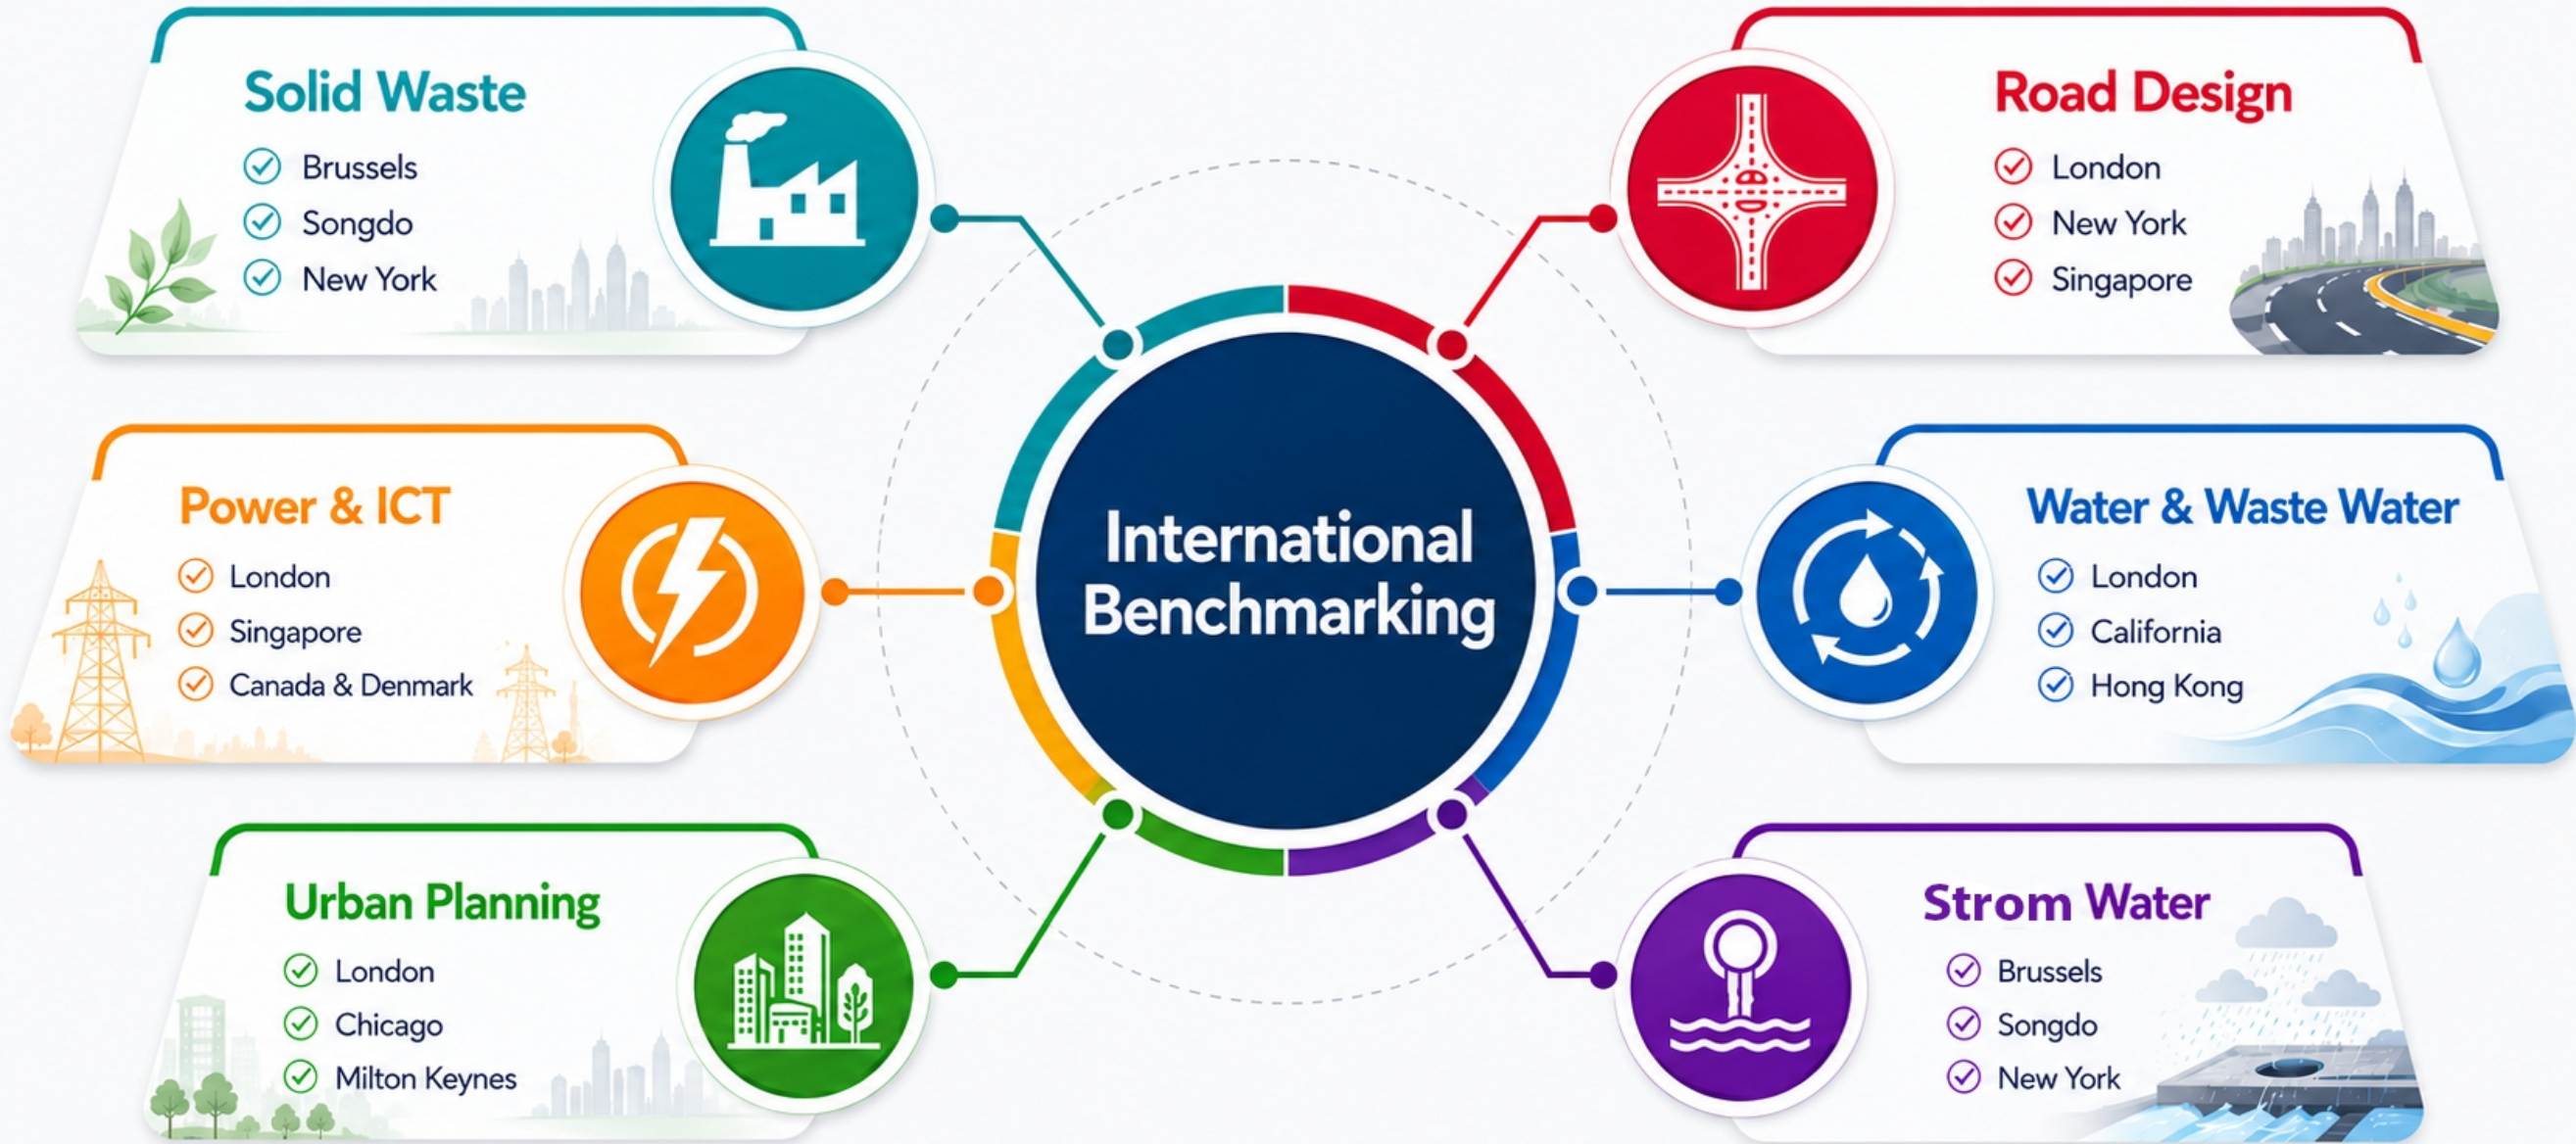 Solid Waste
Brussels
Songdo
New York
Road Design
London
New York
Singapore
Power & ICT
London
Singapore
Canada & Denmark
International
Benchmarking
Water & Waste Water
London
California
Hong Kong
Urban Planning
London
Chicago
Milton Keynes
Strom Water
Brussels
Songdo
New York